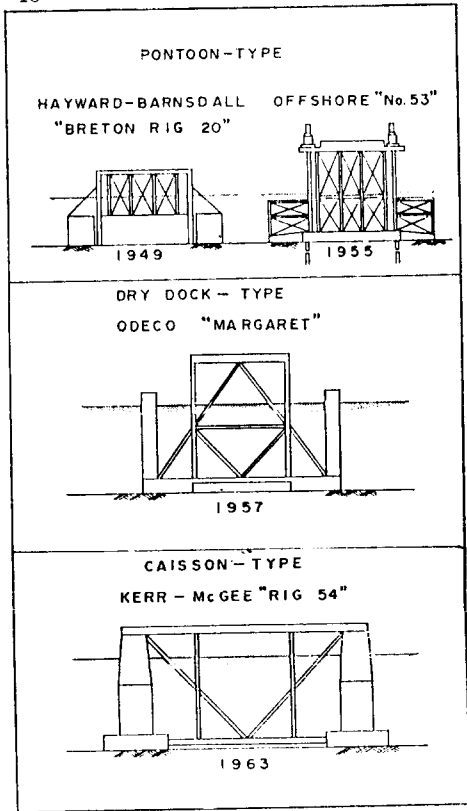 PONTOON-TYPE
HAYWARD-BARNSDALL OFFSHORE "No. 53"
"BRETON RIG 20"
1949 1955
DRY DOCK - TYPE
ODECO "MARGARET"
1957
CAISSON - TYPE
KERR - McGEE "RIG 54"
1963